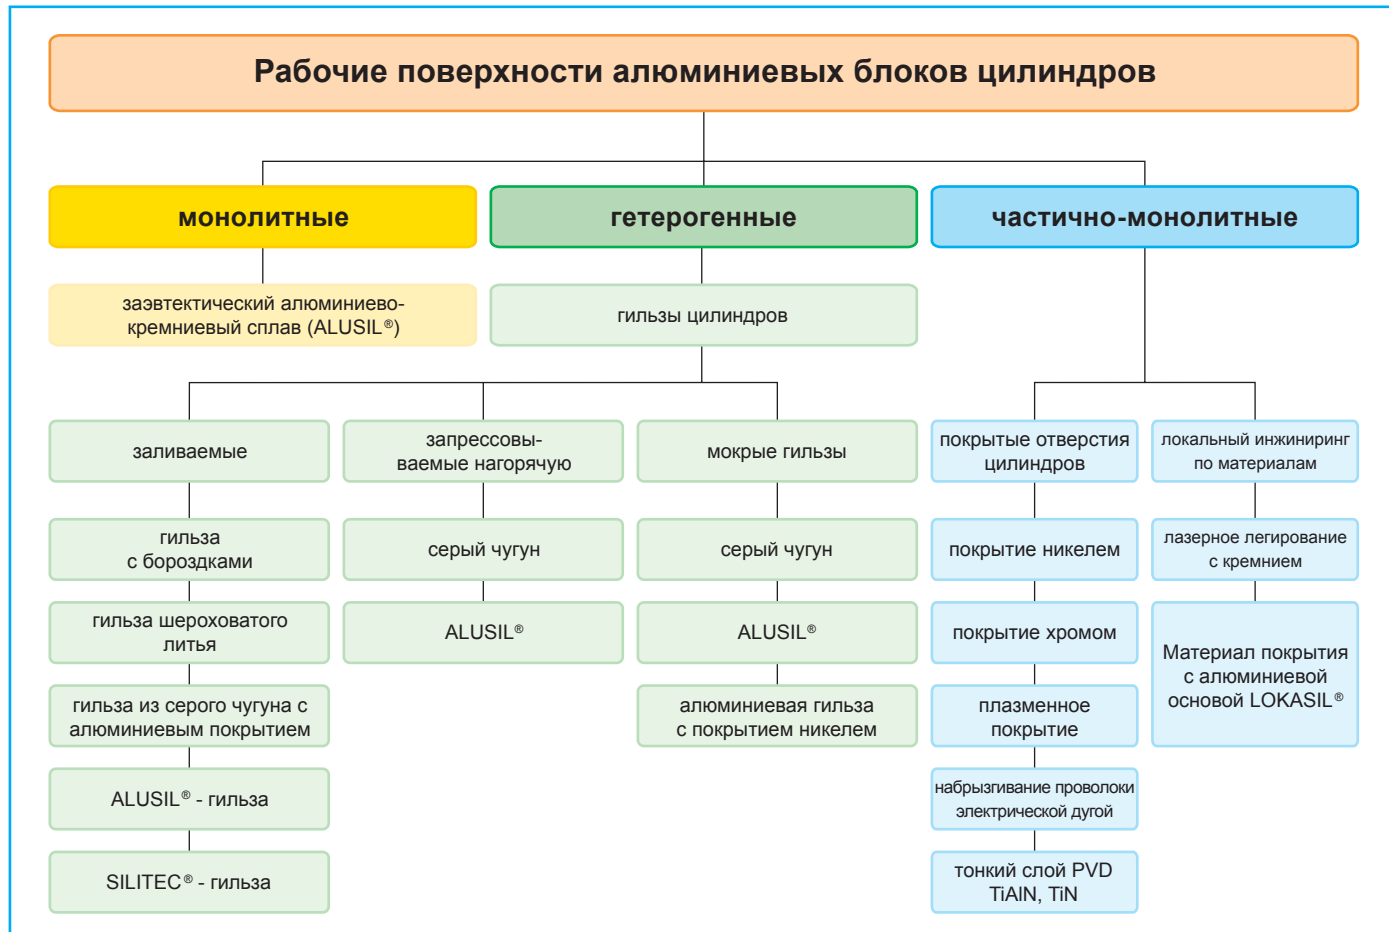 Рабочие поверхности алюминиевых блоков цилиндров
монолитные
гетерогенные
частично-монолитные
заэвтектический алюминиево-
кремниевый сплав (ALUSIL®)
гильзы цилиндров
заливаемые
запрессовы-
ваемые нагорячую
мокрые гильзы
покрытые отверстия
цилиндров
локальный инжиниринг
по материалам
гильза
с бороздками
серый чугун
серый чугун
покрытие никелем
лазерное легирование
с кремнием
гильза шероховатого
литья
ALUSIL®
ALUSIL®
покрытие хромом
Материал покрытия
с алюминиевой
основой LOKASIL®
гильза из серого чугуна с
алюминиевым покрытием
алюминиевая гильза
с покрытием никелем
плазменное
покрытие
ALUSIL® - гильза
набрызгивание проволоки
электрической дугой
SILITEC® - гильза
тонкий слой PVD
TiAlN, TiN